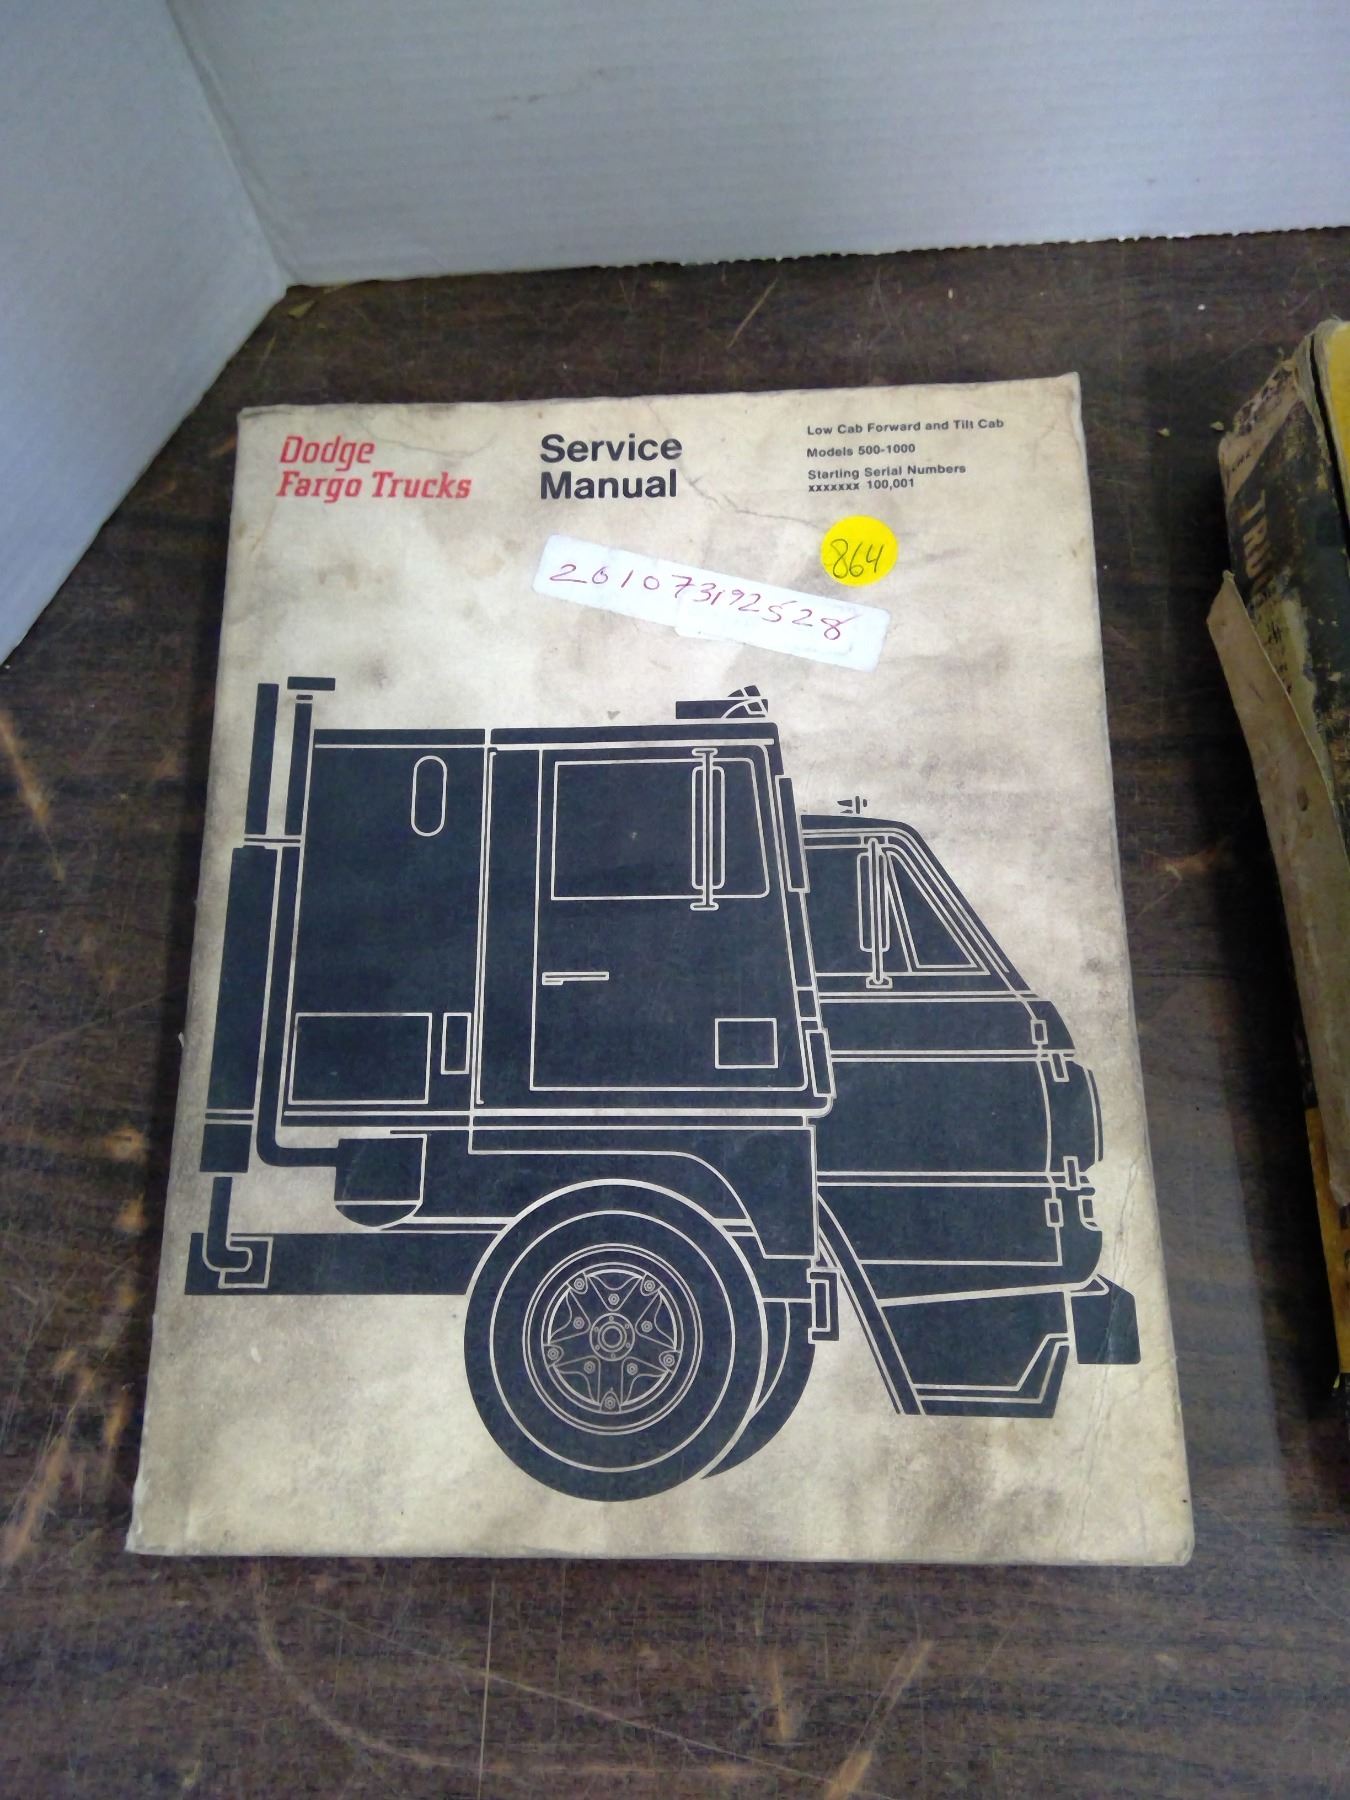 Dodge
Fargo Trucks
Service
Manual
Low Cab Forward and Tilt Cab
Models 500-1000
Starting Serial Numbers
xxxxxxx 100,001
864
201073192528